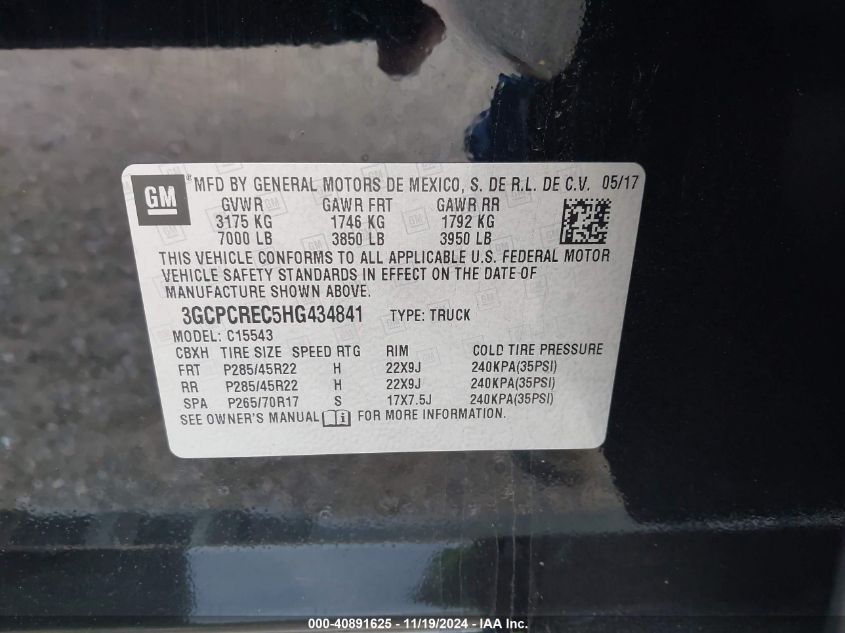 GM
MFD BY GENERAL MOTORS DE MEXICO, S. DE R.L. DE C.V. 05/17
GVWR GAWR FRT GAWR RR
3175 KG 1746 KG 1792 KG
7000 LB 3850 LB 3950 LB
THIS VEHICLE CONFORMS TO ALL APPLICABLE U.S. FEDERAL MOTOR
VEHICLE SAFETY STANDARDS IN EFFECT ON THE DATE OF
MANUFACTURE SHOWN ABOVE.
3GCPCREC5HG434841 TYPE: TRUCK
MODEL: C15543
CBXH TIRE SIZE SPEED RTG RIM COLD TIRE PRESSURE
FRT P285/45R22 H 22X9J 240KPA(35PSI)
RR P285/45R22 H 22X9J 240KPA(35PSI)
SPA P265/70R17 S 17X7.5J 240KPA(35PSI)
SEE OWNER'S MANUAL FOR MORE INFORMATION.
000-40891625 - 11/19/2024 - IAA Inc.